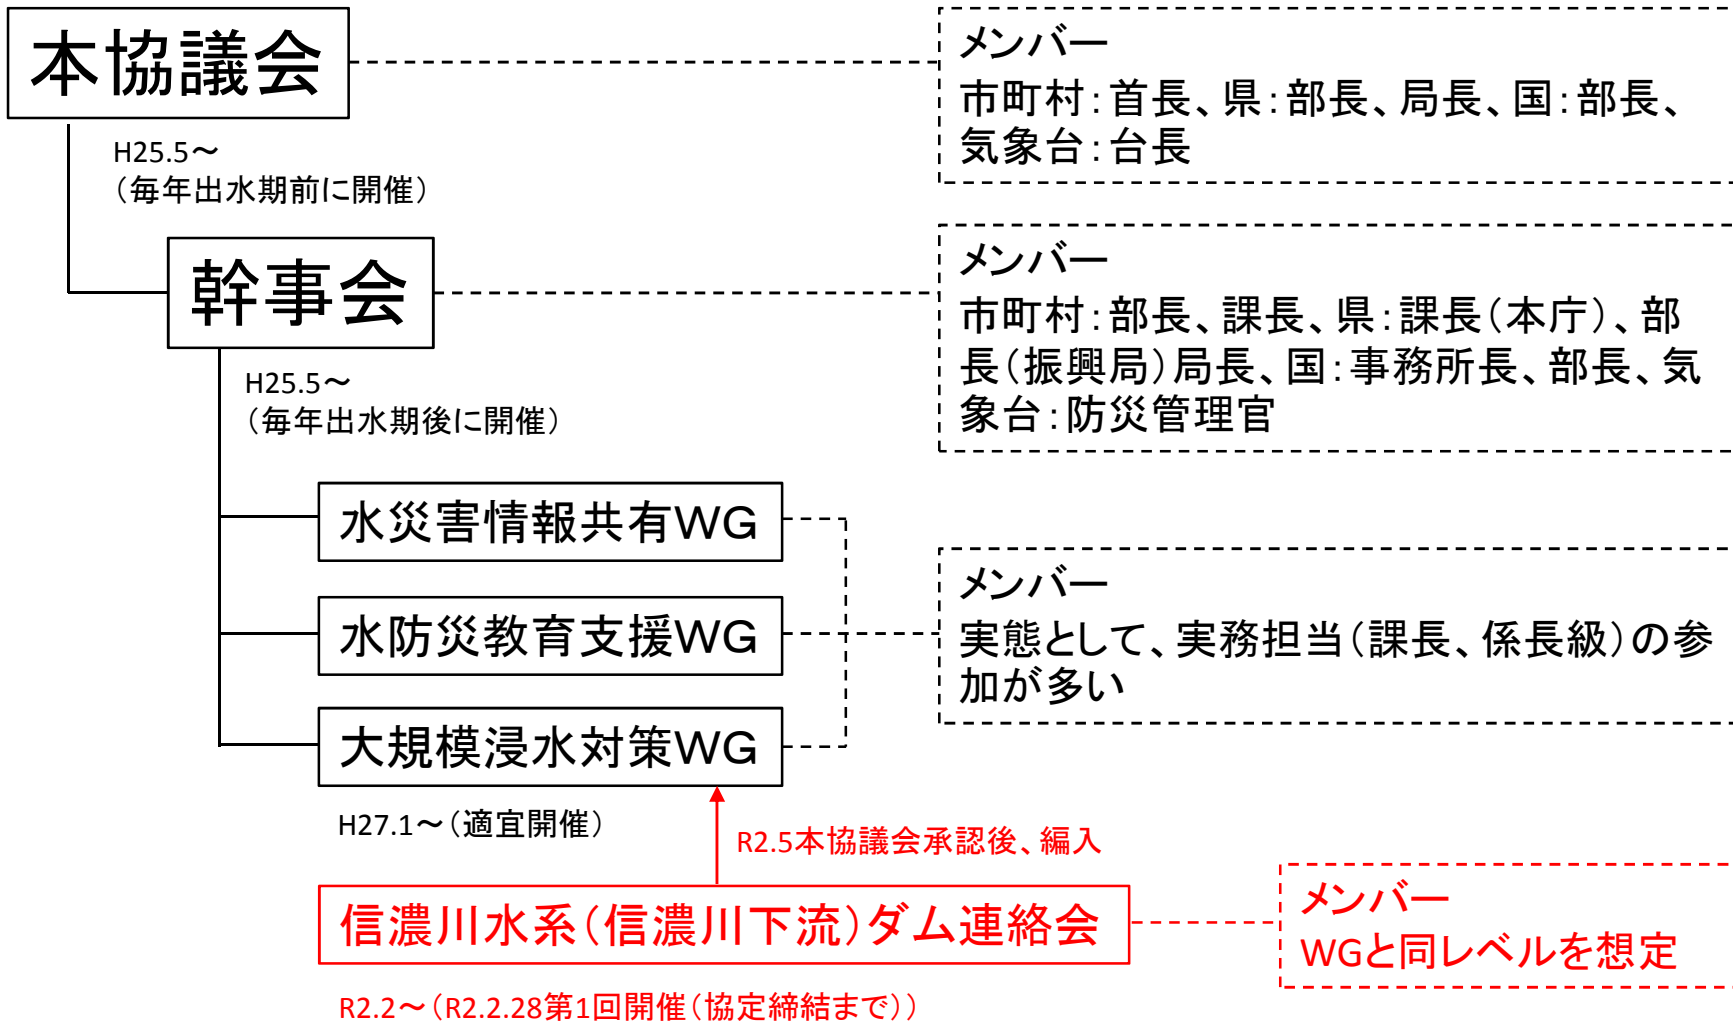 本協議会
H25.5～
（毎年出水期前に開催）
メンバー
市町村：首長、県：部長、局長、国：部長、
気象台：台長
幹事会
H25.5～
（毎年出水期後に開催）
メンバー
市町村：部長、課長、県：課長（本庁）、部
長（振興局）局長、国：事務所長、部長、気
象台：防災管理官
水災害情報共有WG
水防災教育支援WG
大規模浸水対策WG
H27.1～（適宜開催）
メンバー
実態として、実務担当（課長、係長級）の参
加が多い
R2.5本協議会承認後、編入
信濃川水系（信濃川下流）ダム連絡会
R2.2～（R2.2.28第1回開催（協定締結まで））
メンバー
WGと同レベルを想定